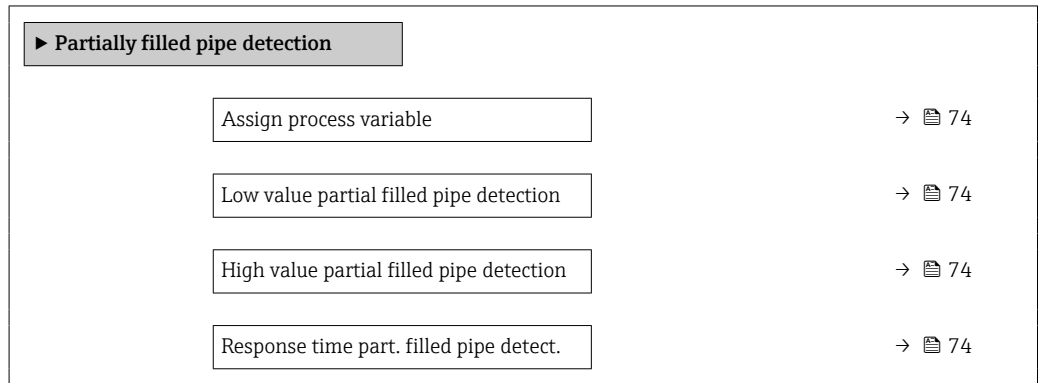 ▶ Partially filled pipe detection
Assign process variable → 74
Low value partial filled pipe detection → 74
High value partial filled pipe detection → 74
Response time part. filled pipe detect. → 74